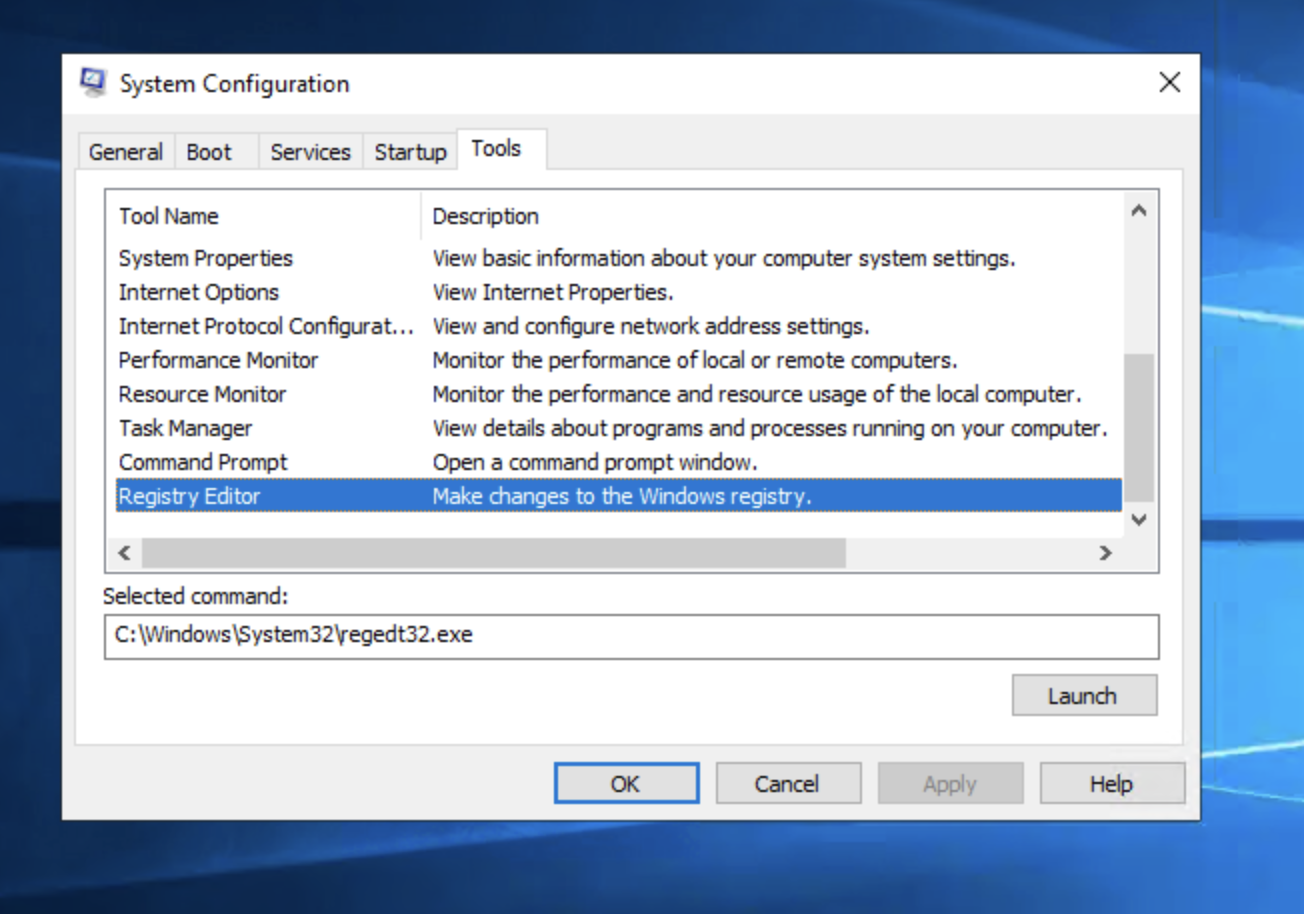 System Configuration
General Boot Services Startup Tools
Tool Name Description
System Properties View basic information about your computer system settings.
Internet Options View Internet Properties.
Internet Protocol Configurat... View and configure network address settings.
Performance Monitor Monitor the performance of local or remote computers.
Resource Monitor Monitor the performance and resource usage of the local computer.
Task Manager View details about programs and processes running on your computer.
Command Prompt Open a command prompt window.
Registry Editor Make changes to the Windows registry.
Selected command:
C:\Windows\System32\regedt32.exe
Launch
OK Cancel Apply Help